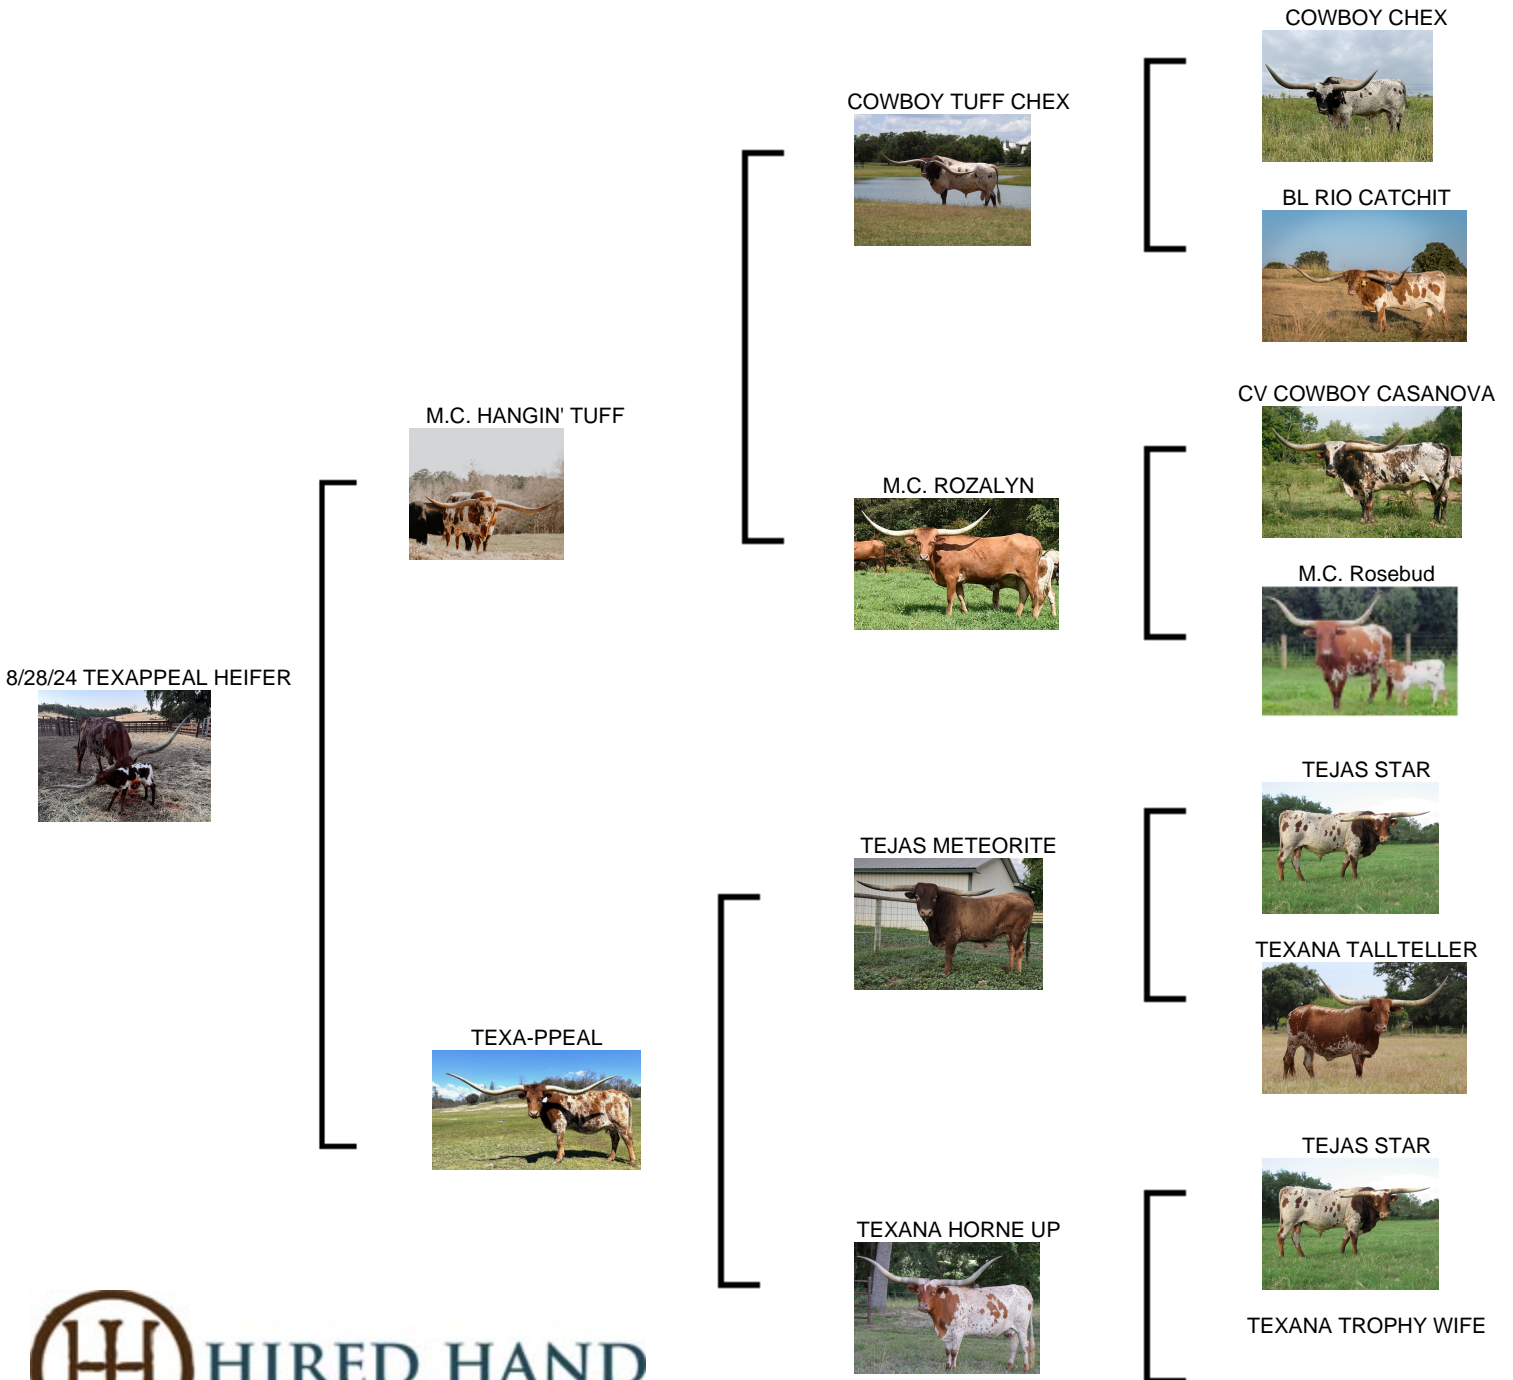 COWBOY CHEX
COWBOY TUFF CHEX
BL RIO CATCHIT
CV COWBOY CASANOVA
M.C. HANGIN' TUFF
M.C. ROZALYN
M.C. Rosebud
8/28/24 TEXAPPEAL HEIFER
TEJAS STAR
TEJAS METEORITE
TEXANA TALLTELLER
TEXA-PPEAL
TEJAS STAR
TEXANA HORNE UP
TEXANA TROPHY WIFE
HIRED HAND